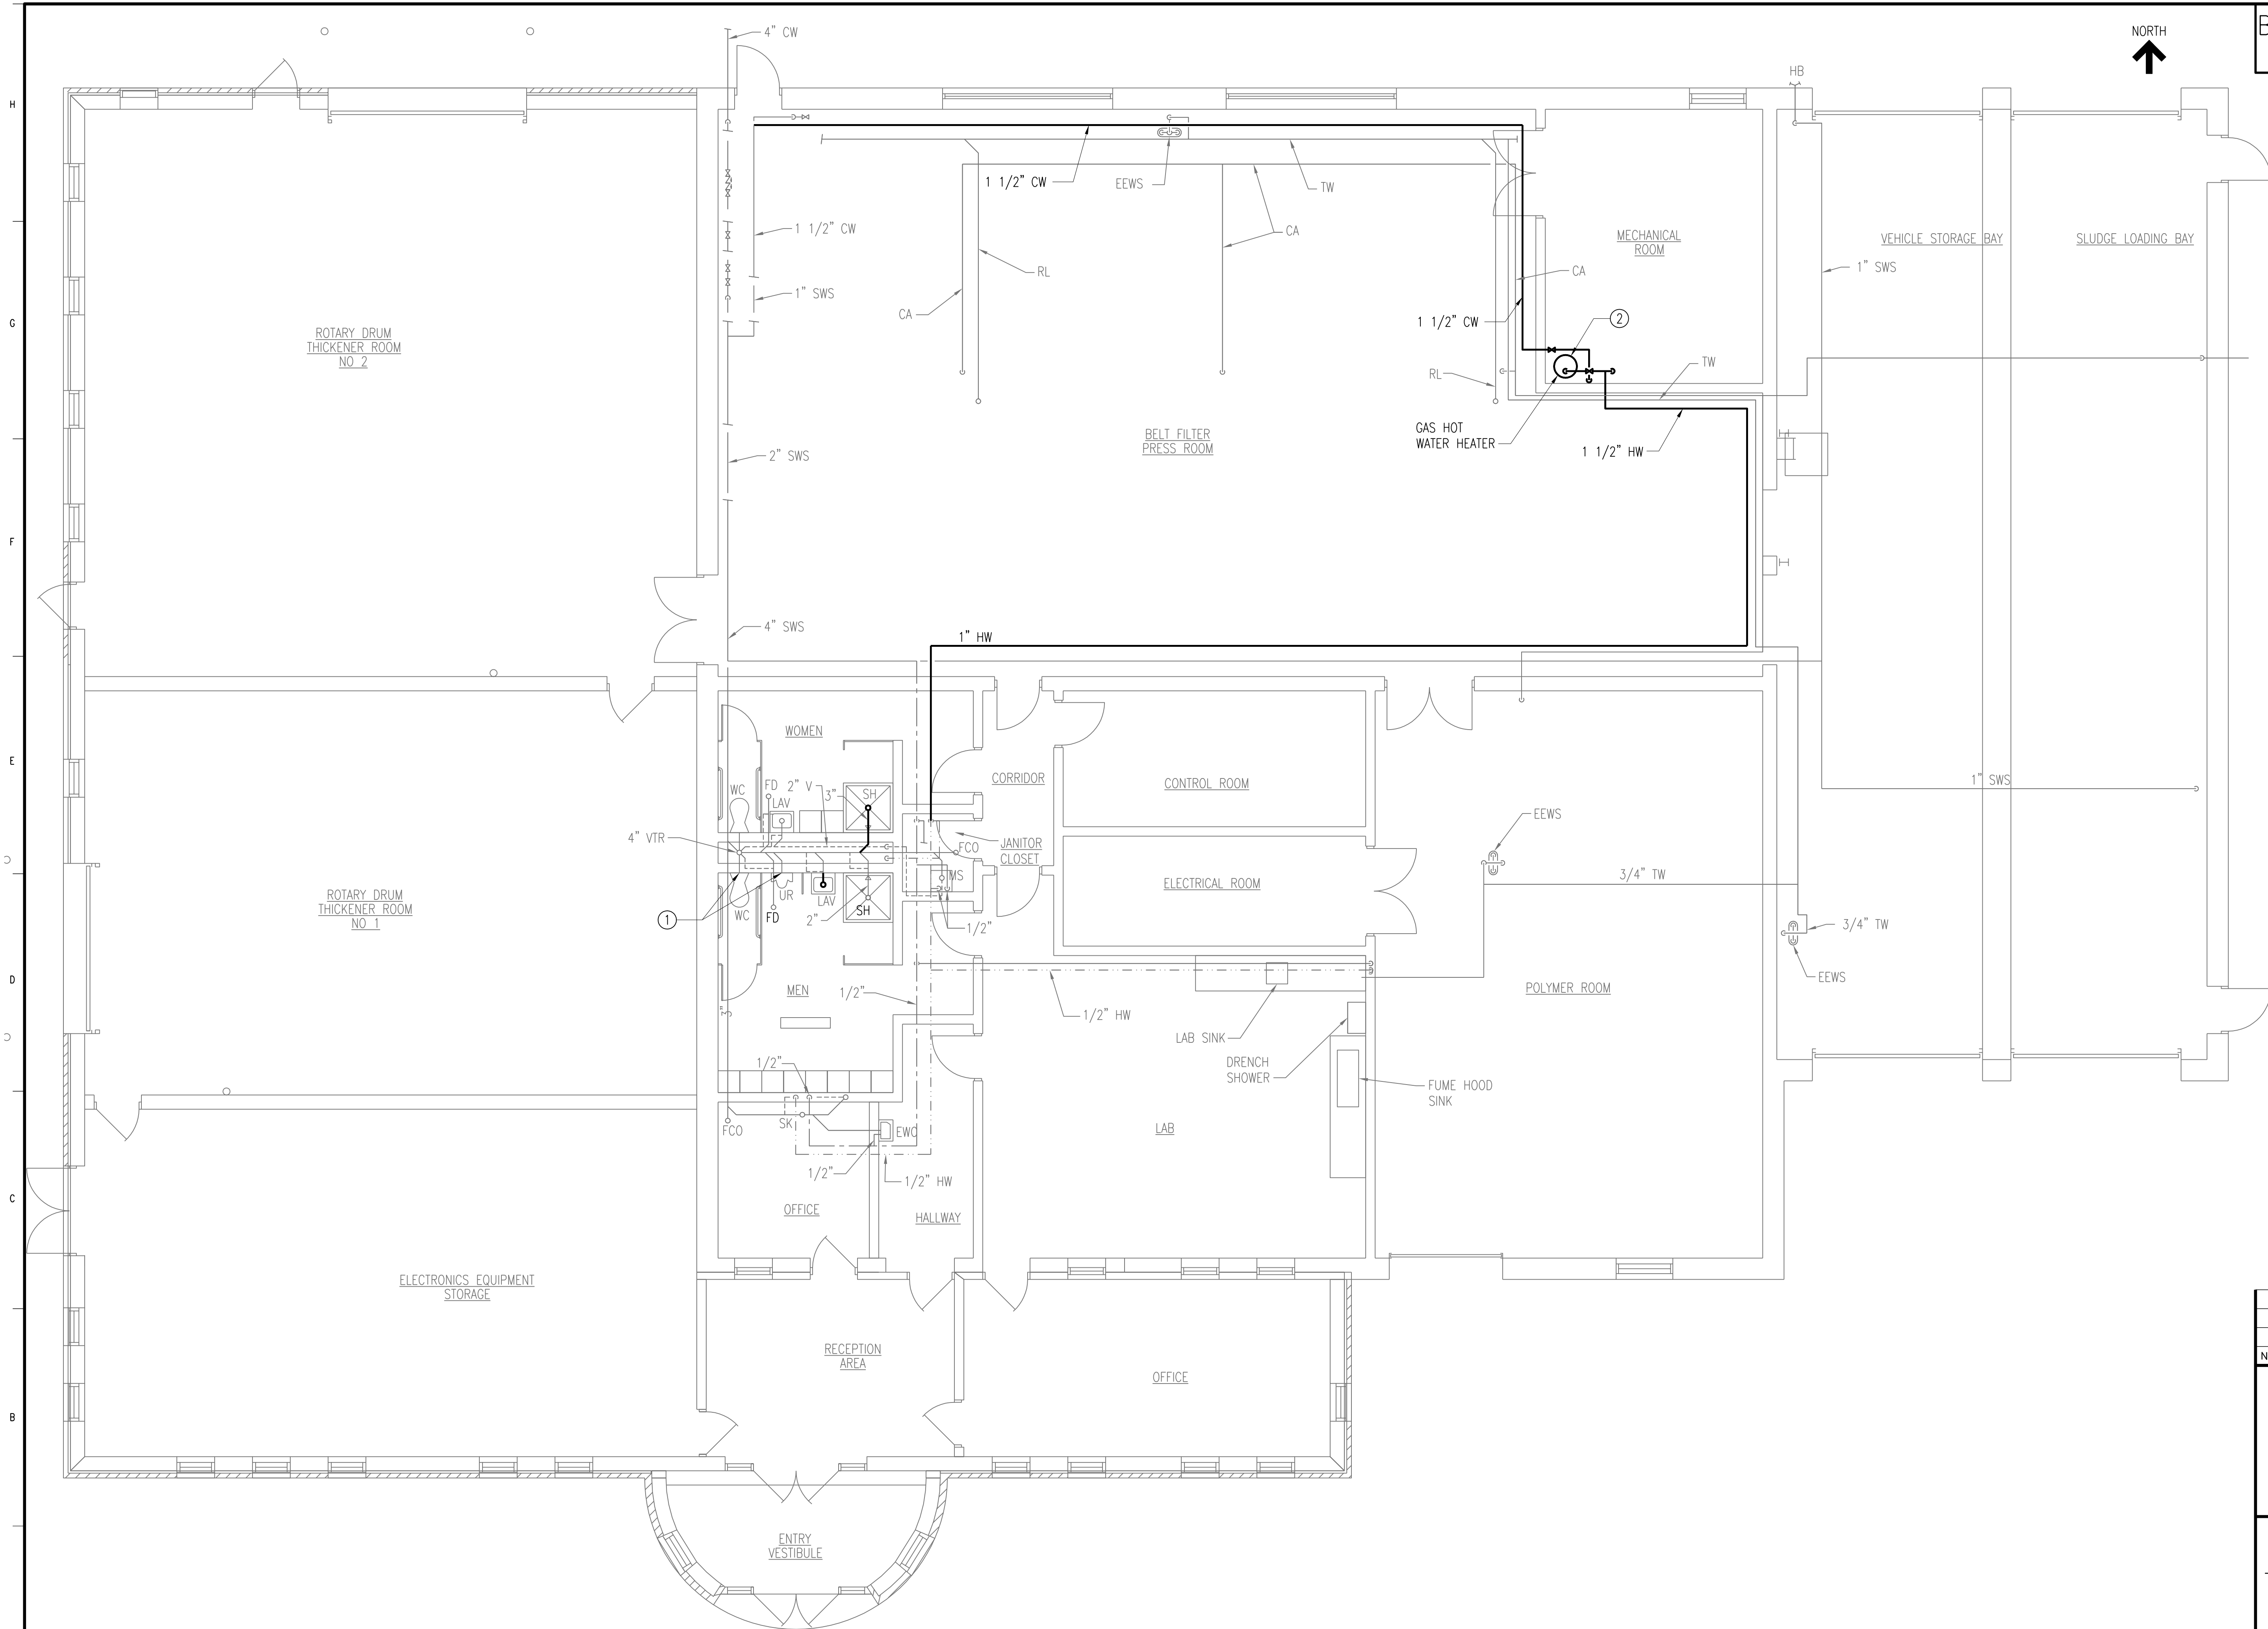 4" CW
NORTH
B
HB
H
1 1/2" CW
EEWS
TW
1 1/2" CW
CA
MECHANICAL
ROOM
VEHICLE STORAGE BAY
SLUDGE LOADING BAY
RL
CA
1" SWS
1" SWS
CA
G
1 1/2" CW
2
ROTARY DRUM
THICKENER ROOM
NO 2
TW
RL
GAS HOT
WATER HEATER
BELT FILTER
PRESS ROOM
1 1/2" HW
2" SWS
F
4" SWS
1" HW
WOMEN
E
CORRIDOR
CONTROL ROOM
1" SWS
WC
FD
2" V
3"
SH
LAV
EEWS
4" VTR
FCO
JANITOR
CLOSET
MS
ELECTRICAL ROOM
3/4" TW
ROTARY DRUM
THICKENER ROOM
NO 1
UR
LAV
1
WC
FD
2"
SH
1/2"
3/4" TW
D
EEWS
MEN
1/2"
POLYMER ROOM
2"
1/2" HW
LAB SINK
1/2"
DRENCH
SHOWER
FUME HOOD
SINK
FCO
SK
EWC
LAB
1/2"
1/2" HW
C
OFFICE
HALLWAY
ELECTRONICS EQUIPMENT
STORAGE
RECEPTION
AREA
N
OFFICE
B
ENTRY
VESTIBULE